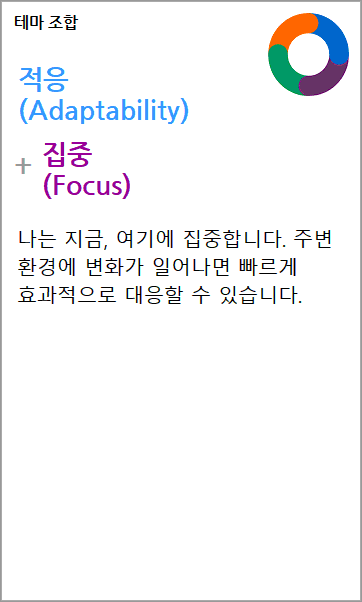 테마 조합
적응
(Adaptability)
+ 집중
(Focus)
나는 지금, 여기에 집중합니다. 주변
환경에 변화가 일어나면 빠르게
효과적으로 대응할 수 있습니다.